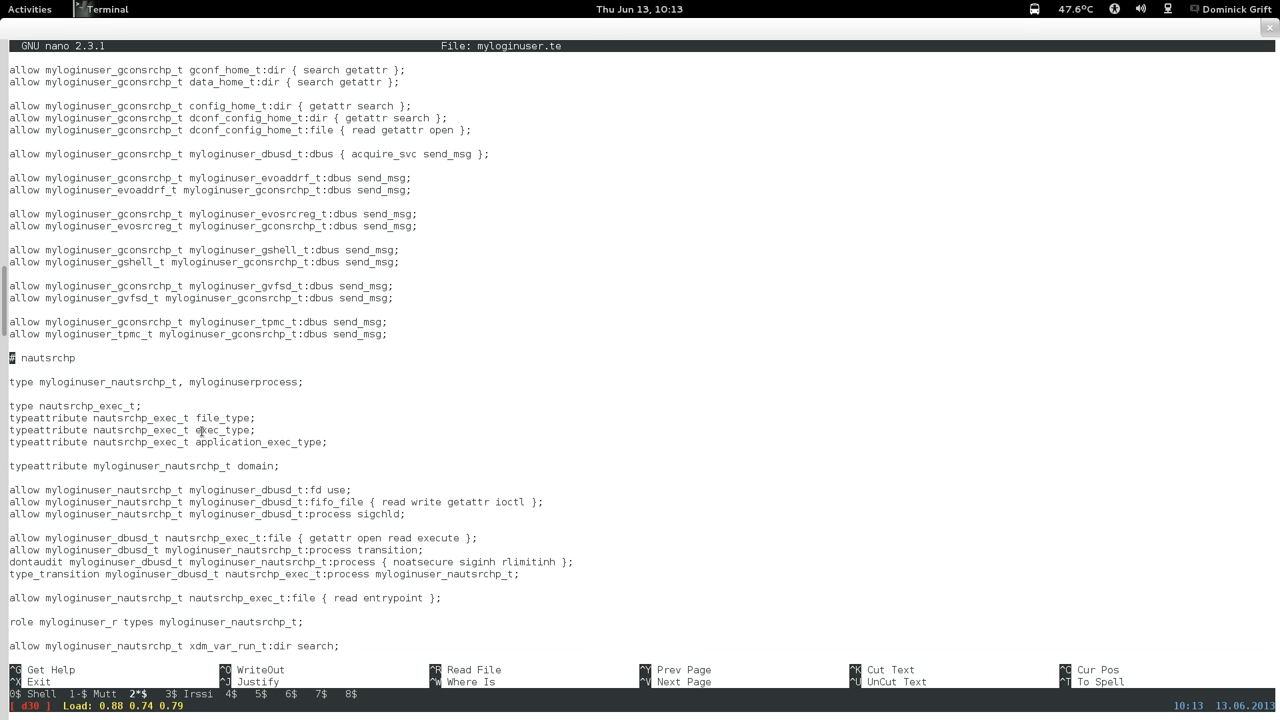 Activities Terminal Thu Jun 13, 10:13 47.6°C Dominick Grift
GNU nano 2.3.1 File: myloginuser.te
allow myloginuser_gconsrchp_t gconf_home_t:dir { search getattr };
allow myloginuser_gconsrchp_t data_home_t:dir { search getattr };
allow myloginuser_gconsrchp_t config_home_t:dir { getattr search };
allow myloginuser_gconsrchp_t dconf_config_home_t:dir { getattr search };
allow myloginuser_gconsrchp_t dconf_config_home_t:file { read getattr open };
allow myloginuser_gconsrchp_t myloginuser_dbusd_t:dbus { acquire_svc send_msg };
allow myloginuser_gconsrchp_t myloginuser_evoaddrf_t:dbus send_msg;
allow myloginuser_evoaddrf_t myloginuser_gconsrchp_t:dbus send_msg;
allow myloginuser_gconsrchp_t myloginuser_evosrcreg_t:dbus send_msg;
allow myloginuser_evosrcreg_t myloginuser_gconsrchp_t:dbus send_msg;
allow myloginuser_gconsrchp_t myloginuser_gshell_t:dbus send_msg;
allow myloginuser_gshell_t myloginuser_gconsrchp_t:dbus send_msg;
allow myloginuser_gconsrchp_t myloginuser_gvfsd_t:dbus send_msg;
allow myloginuser_gvfsd_t myloginuser_gconsrchp_t:dbus send_msg;
allow myloginuser_gconsrchp_t myloginuser_tpmc_t:dbus send_msg;
allow myloginuser_tpmc_t myloginuser_gconsrchp_t:dbus send_msg;
# nautsrchp
type myloginuser_nautsrchp_t, myloginuserprocess;
type nautsrchp_exec_t;
typeattribute nautsrchp_exec_t file_type;
typeattribute nautsrchp_exec_t exec_type;
typeattribute nautsrchp_exec_t application_exec_type;
typeattribute myloginuser_nautsrchp_t domain;
allow myloginuser_nautsrchp_t myloginuser_dbusd_t:fd use;
allow myloginuser_nautsrchp_t myloginuser_dbusd_t:fifo_file { read write getattr ioctl };
allow myloginuser_nautsrchp_t myloginuser_dbusd_t:process sigchld;
allow myloginuser_dbusd_t nautsrchp_exec_t:file { getattr open read execute };
allow myloginuser_dbusd_t myloginuser_nautsrchp_t:process transition;
dontaudit myloginuser_dbusd_t myloginuser_nautsrchp_t:process { noatsecure siginh rlimitinh };
type_transition myloginuser_dbusd_t nautsrchp_exec_t:process myloginuser_nautsrchp_t;
allow myloginuser_nautsrchp_t nautsrchp_exec_t:file { read entrypoint };
role myloginuser_r types myloginuser_nautsrchp_t;
allow myloginuser_nautsrchp_t xdm_var_run_t:dir search;
^G Get Help ^O WriteOut ^R Read File ^Y Prev Page ^K Cut Text ^C Cur Pos
^X Exit ^J Justify ^W Where Is ^V Next Page ^U UnCut Text ^T To Spell
0$ Shell 1-$ Mutt 2*$ 3$ Irssi 4$ 5$ 6$ 7$ 8$
[ d30 ] Load: 0.88 0.74 0.79 10:13 13.06.2013